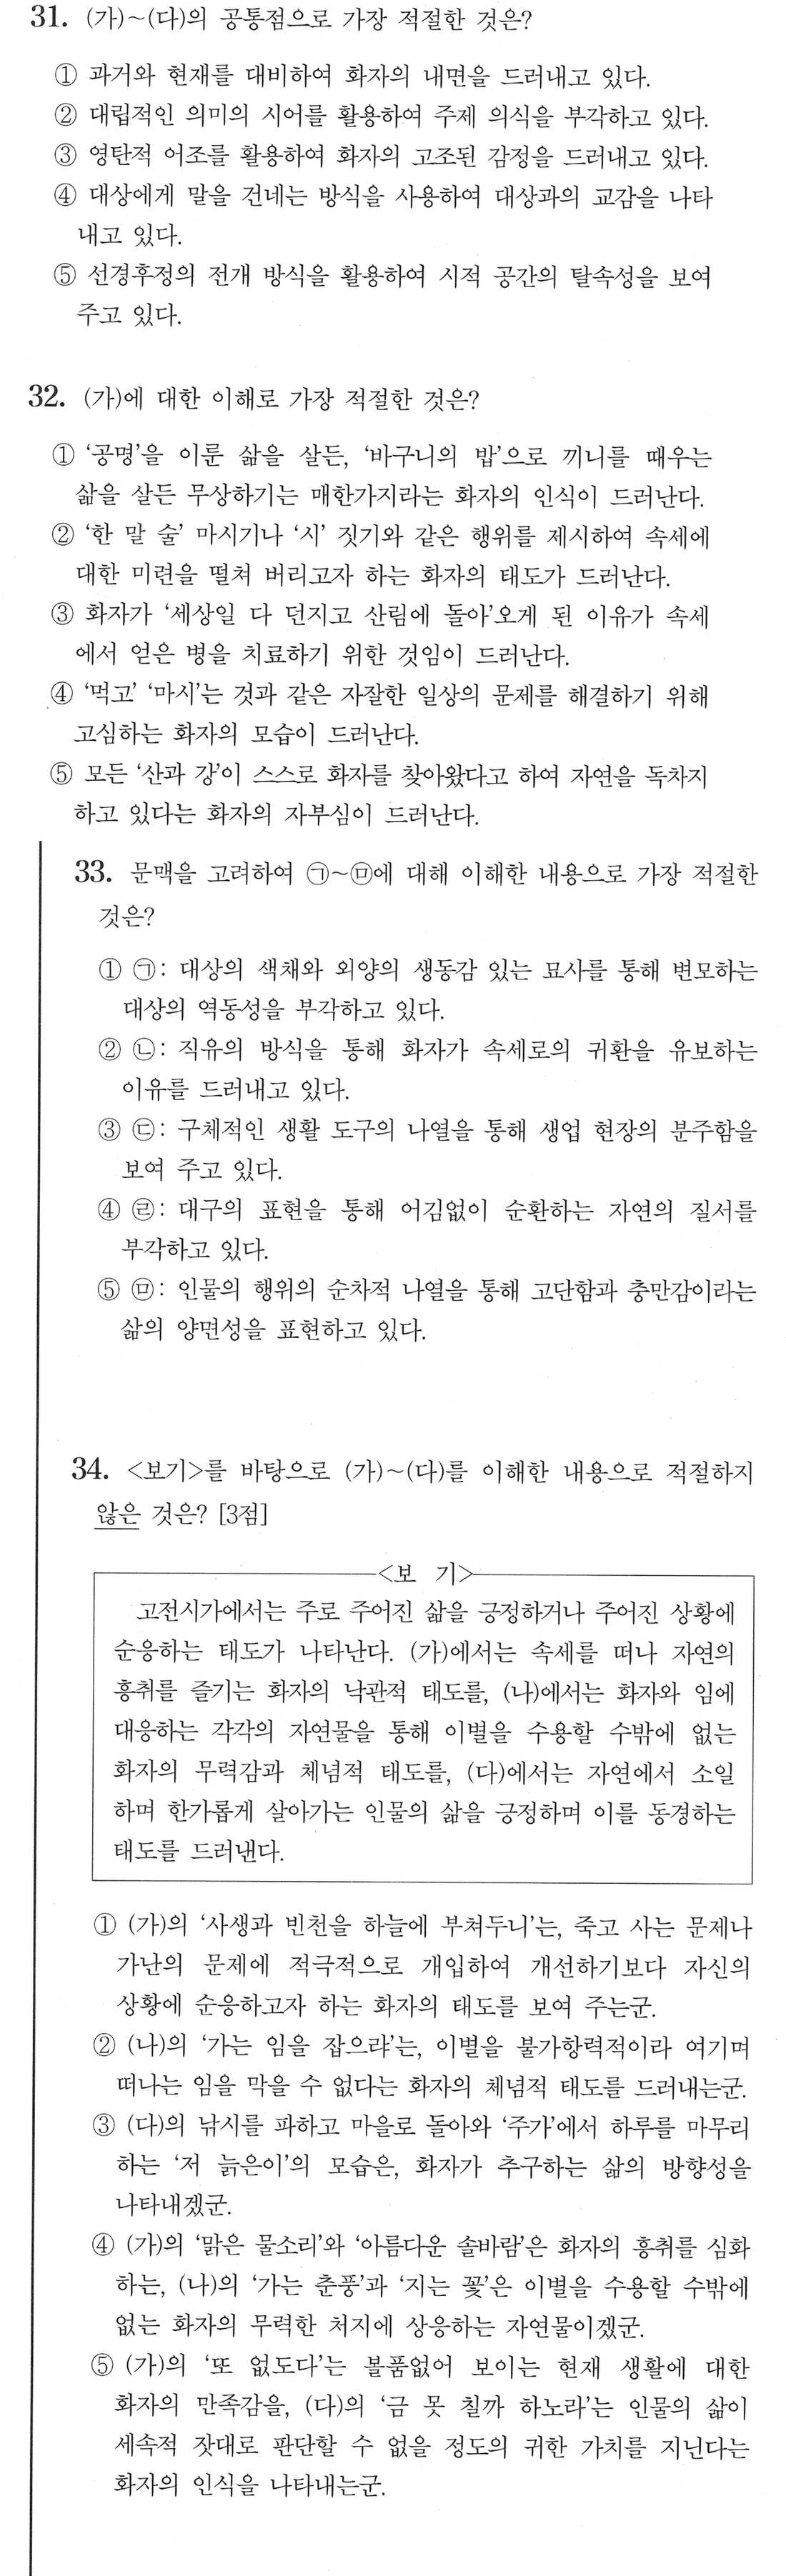 31. (가)~(다)의 공통점으로 가장 적절한 것은?
① 과거와 현재를 대비하여 화자의 내면을 드러내고 있다.
② 대립적인 의미의 시어를 활용하여 주제 의식을 부각하고 있다.
③ 영탄적 어조를 활용하여 화자의 고조된 감정을 드러내고 있다.
④ 대상에게 말을 건네는 방식을 사용하여 대상과의 교감을 나타
내고 있다.
⑤ 선경후정의 전개 방식을 활용하여 시적 공간의 탈속성을 보여
주고 있다.
32. (가)에 대한 이해로 가장 적절한 것은?
① ‘공명’을 이룬 삶을 살든, ‘바구니의 밥’으로 끼니를 때우는
삶을 살든 무상하기는 매한가지라는 화자의 인식이 드러난다.
② ‘한 말 술’ 마시기나 ‘시’ 짓기와 같은 행위를 제시하여 속세에
대한 미련을 떨쳐 버리고자 하는 화자의 태도가 드러난다.
③ 화자가 ‘세상일 다 던지고 산림에 돌아’오게 된 이유가 속세
에서 얻은 병을 치료하기 위한 것임이 드러난다.
④ ‘먹고’ ‘마시’는 것과 같은 자잘한 일상의 문제를 해결하기 위해
고심하는 화자의 모습이 드러난다.
⑤ 모든 ‘산과 강’이 스스로 화자를 찾아왔다고 하여 자연을 독차지
하고 있다는 화자의 자부심이 드러난다.
33. 문맥을 고려하여 ㉠~㉤에 대해 이해한 내용으로 가장 적절한
것은?
① ㉠: 대상의 색채와 외양의 생동감 있는 묘사를 통해 변모하는
대상의 역동성을 부각하고 있다.
② ㉡: 직유의 방식을 통해 화자가 속세로의 귀환을 유보하는
이유를 드러내고 있다.
③ ㉢: 구체적인 생활 도구의 나열을 통해 생업 현장의 분주함을
보여 주고 있다.
④ ㉣: 대구의 표현을 통해 어김없이 순환하는 자연의 질서를
부각하고 있다.
⑤ ㉤: 인물의 행위의 순차적 나열을 통해 고단함과 충만감이라는
삶의 양면성을 표현하고 있다.
34. <보기>를 바탕으로 (가)~(다)를 이해한 내용으로 적절하지
않은 것은? [3점]
<보 기>
고전시가에서는 주로 주어진 삶을 긍정하거나 주어진 상황에
순응하는 태도가 나타난다. (가)에서는 속세를 떠나 자연의
흥취를 즐기는 화자의 낙관적 태도를, (나)에서는 화자와 임에
대응하는 각각의 자연물을 통해 이별을 수용할 수밖에 없는
화자의 무력감과 체념적 태도를, (다)에서는 자연에서 소일
하며 한가롭게 살아가는 인물의 삶을 긍정하며 이를 동경하는
태도를 드러낸다.
① (가)의 ‘사생과 빈천을 하늘에 부쳐두니’는, 죽고 사는 문제나
가난의 문제에 적극적으로 개입하여 개선하기보다 자신의
상황에 순응하고자 하는 화자의 태도를 보여 주는군.
② (나)의 ‘가는 임을 잡으랴’는, 이별을 불가항력적이라 여기며
떠나는 임을 막을 수 없다는 화자의 체념적 태도를 드러내는군.
③ (다)의 낚시를 파하고 마을로 돌아와 ‘주가’에서 하루를 마무리
하는 ‘저 늙은이’의 모습은, 화자가 추구하는 삶의 방향성을
나타내겠군.
④ (가)의 ‘맑은 물소리’와 ‘아름다운 솔바람’은 화자의 흥취를 심화
하는, (나)의 ‘가는 춘풍’과 ‘지는 꽃’은 이별을 수용할 수밖에
없는 화자의 무력한 처지에 상응하는 자연물이겠군.
⑤ (가)의 ‘또 없도다’는 볼품없어 보이는 현재 생활에 대한
화자의 만족감을, (다)의 ‘금 못 칠까 하노라’는 인물의 삶이
세속적 잣대로 판단할 수 없을 정도의 귀한 가치를 지닌다는
화자의 인식을 나타내는군.